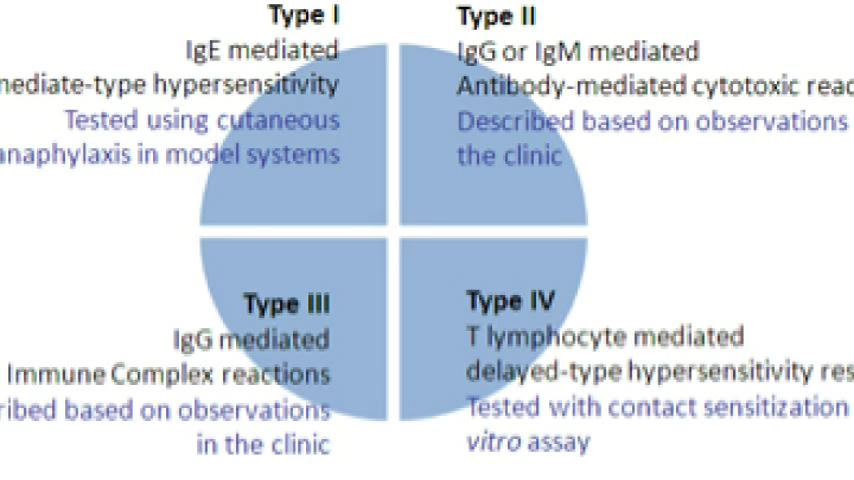 Type I
IgE mediated
mediate-type hypersensitivity
Tested using cutaneous
anaphylaxis in model systems
Type II
IgG or IgM mediated
Antibody-mediated cytotoxic reac
Described based on observations
the clinic
Type III
IgG mediated
Immune Complex reactions
ribed based on observations
in the clinic
Type IV
T lymphocyte mediated
delayed-type hypersensitivity res
Tested with contact sensitization
vitro assay